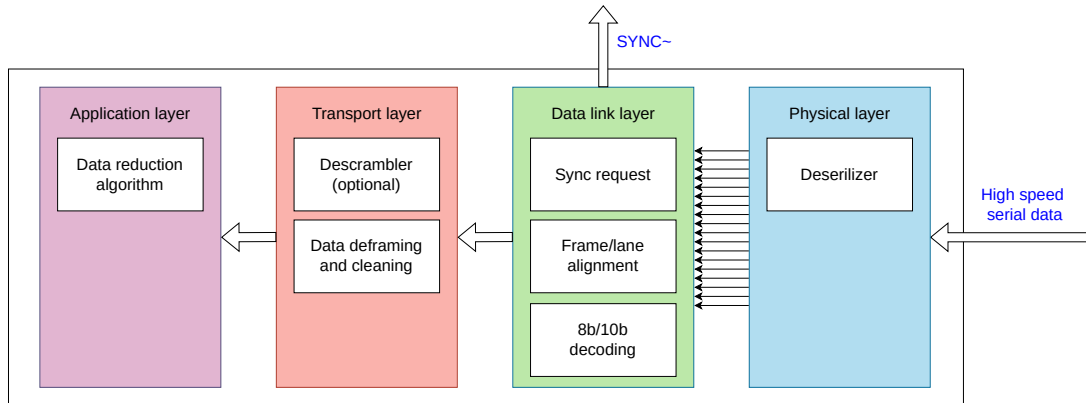 SYNC~
Application layer
Data reduction
algorithm
Transport layer
Descrambler
(optional)
Data deframing
and cleaning
Data link layer
Sync request
Frame/lane
alignment
8b/10b
decoding
Physical layer
Deserilizer
High speed
serial data